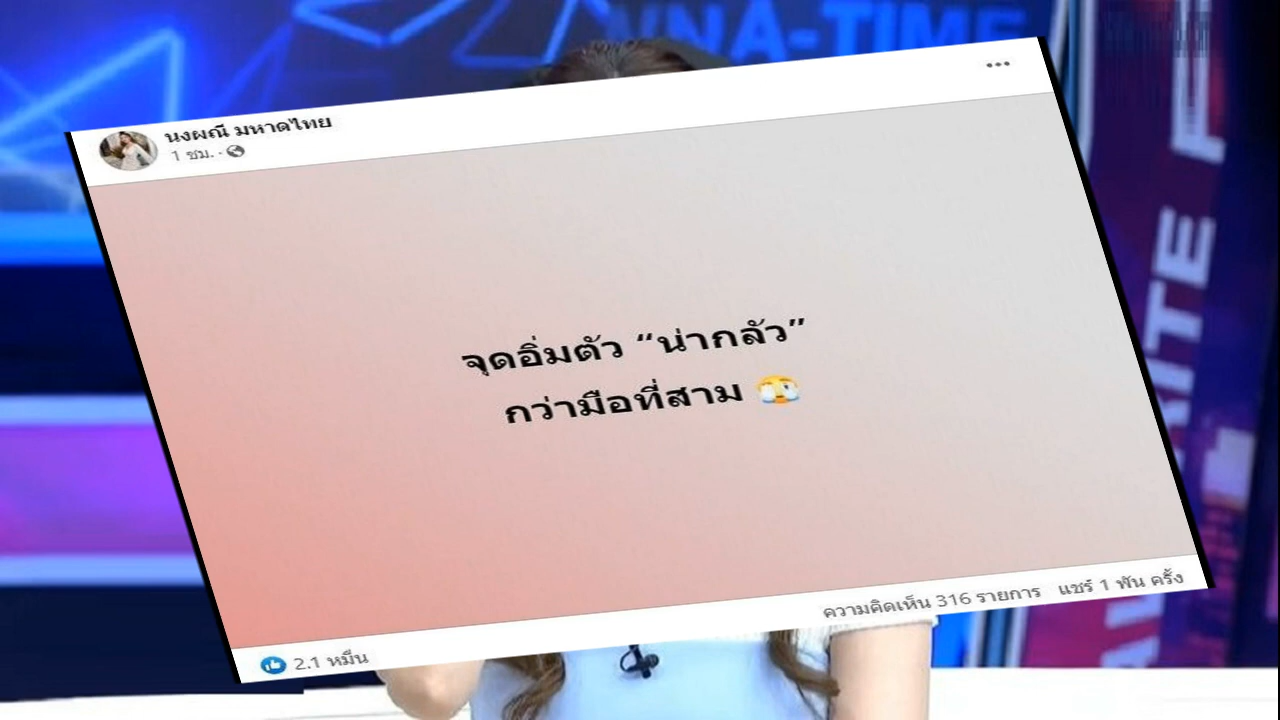 NNA-TIME
นงผณี มหาดไทย
1 ชม. ·
จุดอิ่มตัว “น่ากลัว”
กว่ามือที่สาม
2.1 หมื่น
ความคิดเห็น 316 รายการ แชร์ 1 พัน ครั้ง